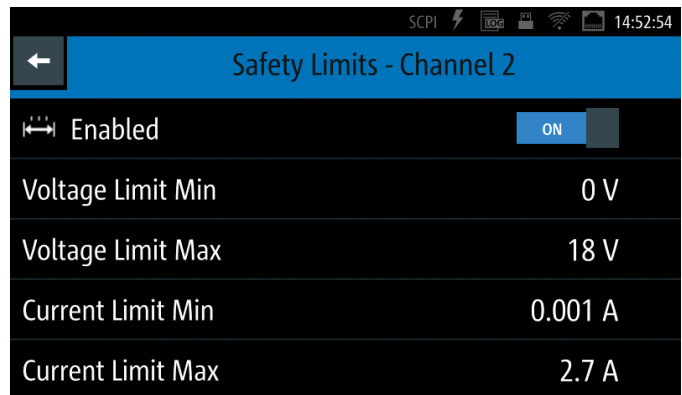 SCPI LOG 14:52:54
Safety Limits - Channel 2
Enabled ON
Voltage Limit Min 0 V
Voltage Limit Max 18 V
Current Limit Min 0.001 A
Current Limit Max 2.7 A